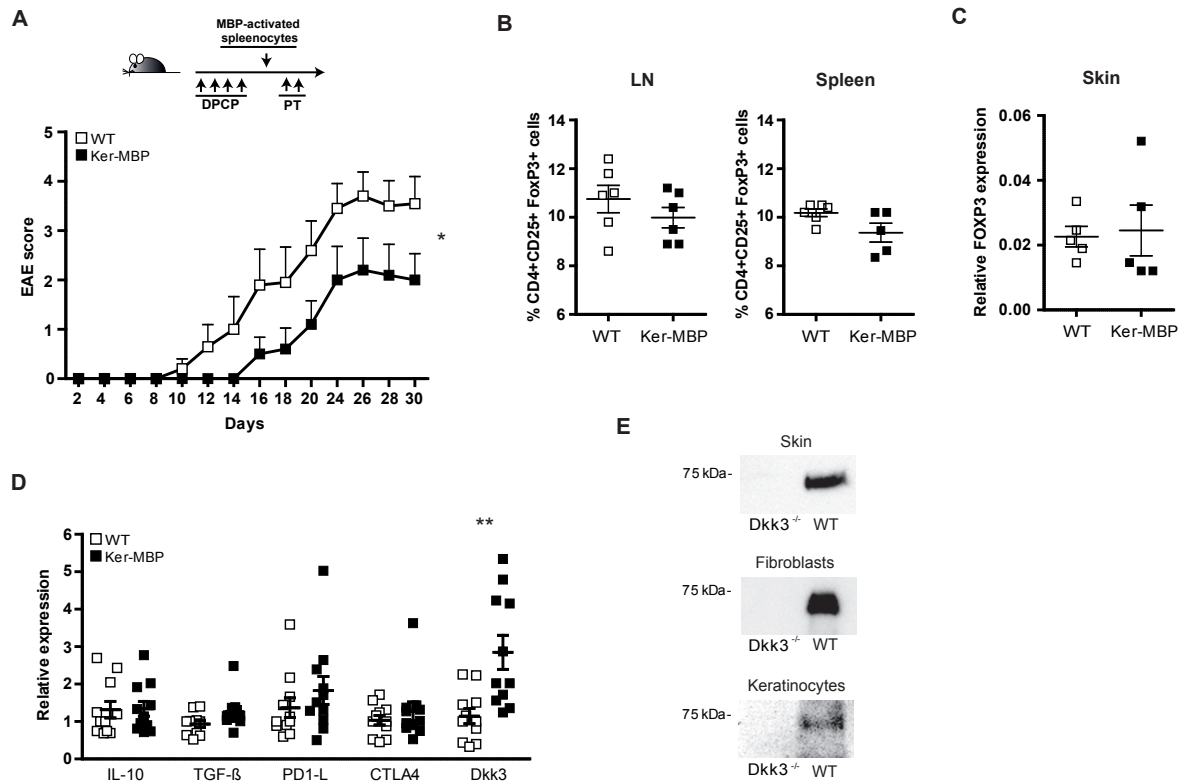 A
MBP-activated
spleenocytes
DPCP
PT
WT
Ker-MBP
EAE score
5
4
3
2
1
0
2 4 6 8 10 12 14 16 18 20 24 26 28 30
Days
*
B
LN
% CD4+CD25+ FoxP3+ cells
14
12
10
8
6
WT Ker-MBP
Spleen
% CD4+CD25+ FoxP3+ cells
14
12
10
8
6
WT Ker-MBP
C
Skin
Relative FOXP3 expression
0.06
0.04
0.02
0.00
WT Ker-MBP
D
**
WT
Ker-MBP
Relative expression
6
5
4
3
2
1
0
IL-10 TGF-ß PD1-L CTLA4 Dkk3
E
Skin
75 kDa-
Dkk3 -/- WT
Fibroblasts
75 kDa-
Dkk3 -/- WT
Keratinocytes
75 kDa-
Dkk3 -/- WT